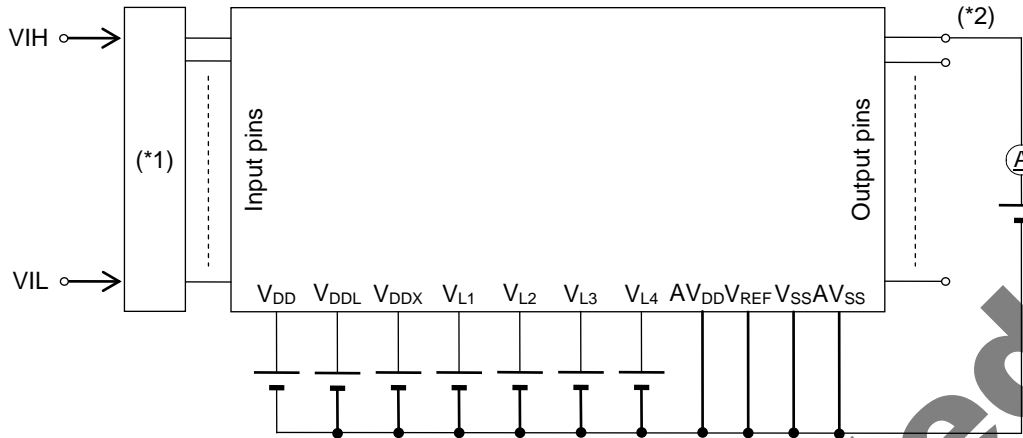 VIH
(*2)
(*1)
Input pins
Output pins
A
VIL
VDD VDDL VDDX VL1 VL2 VL3 VL4 AVDD VREF VSS AVSS
ed